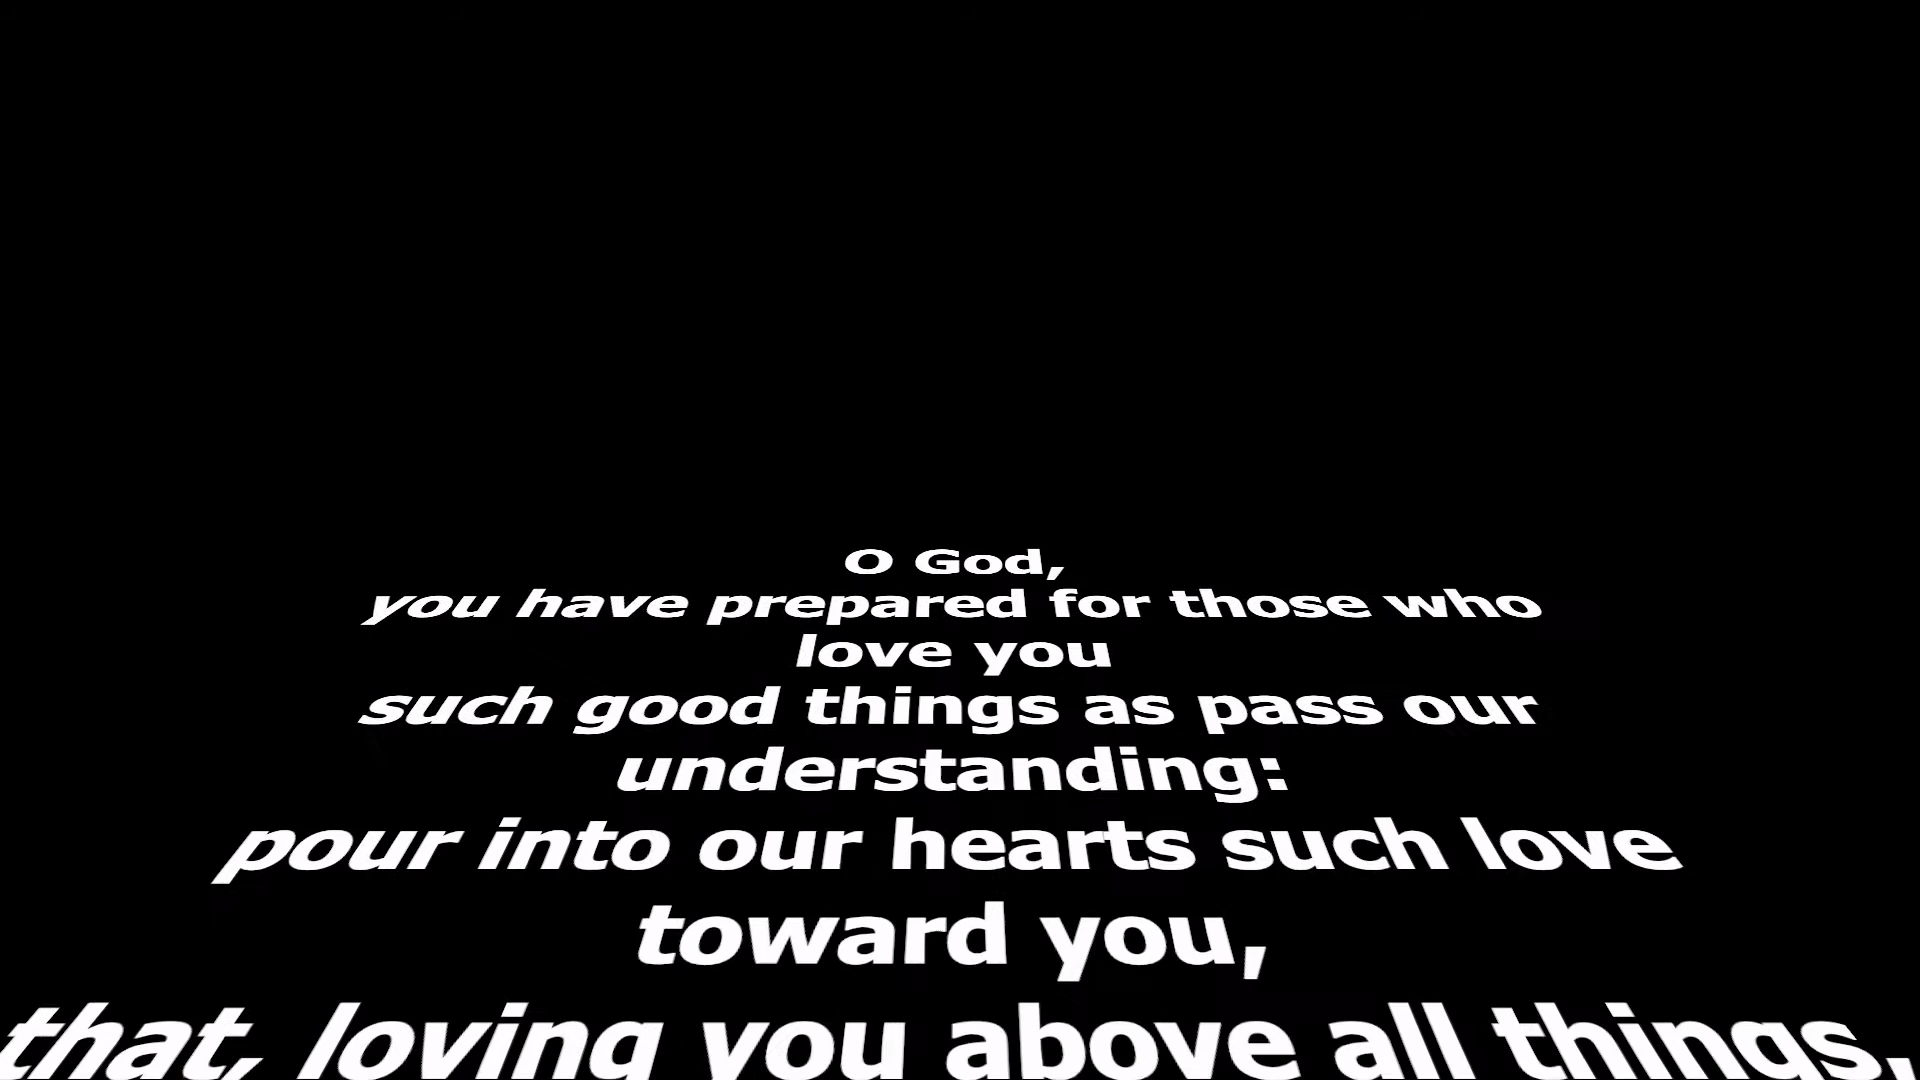 O God,
you have prepared for those who
love you
such good things as pass our
understanding:
pour into our hearts such love
toward you,
that, loving you above all things,